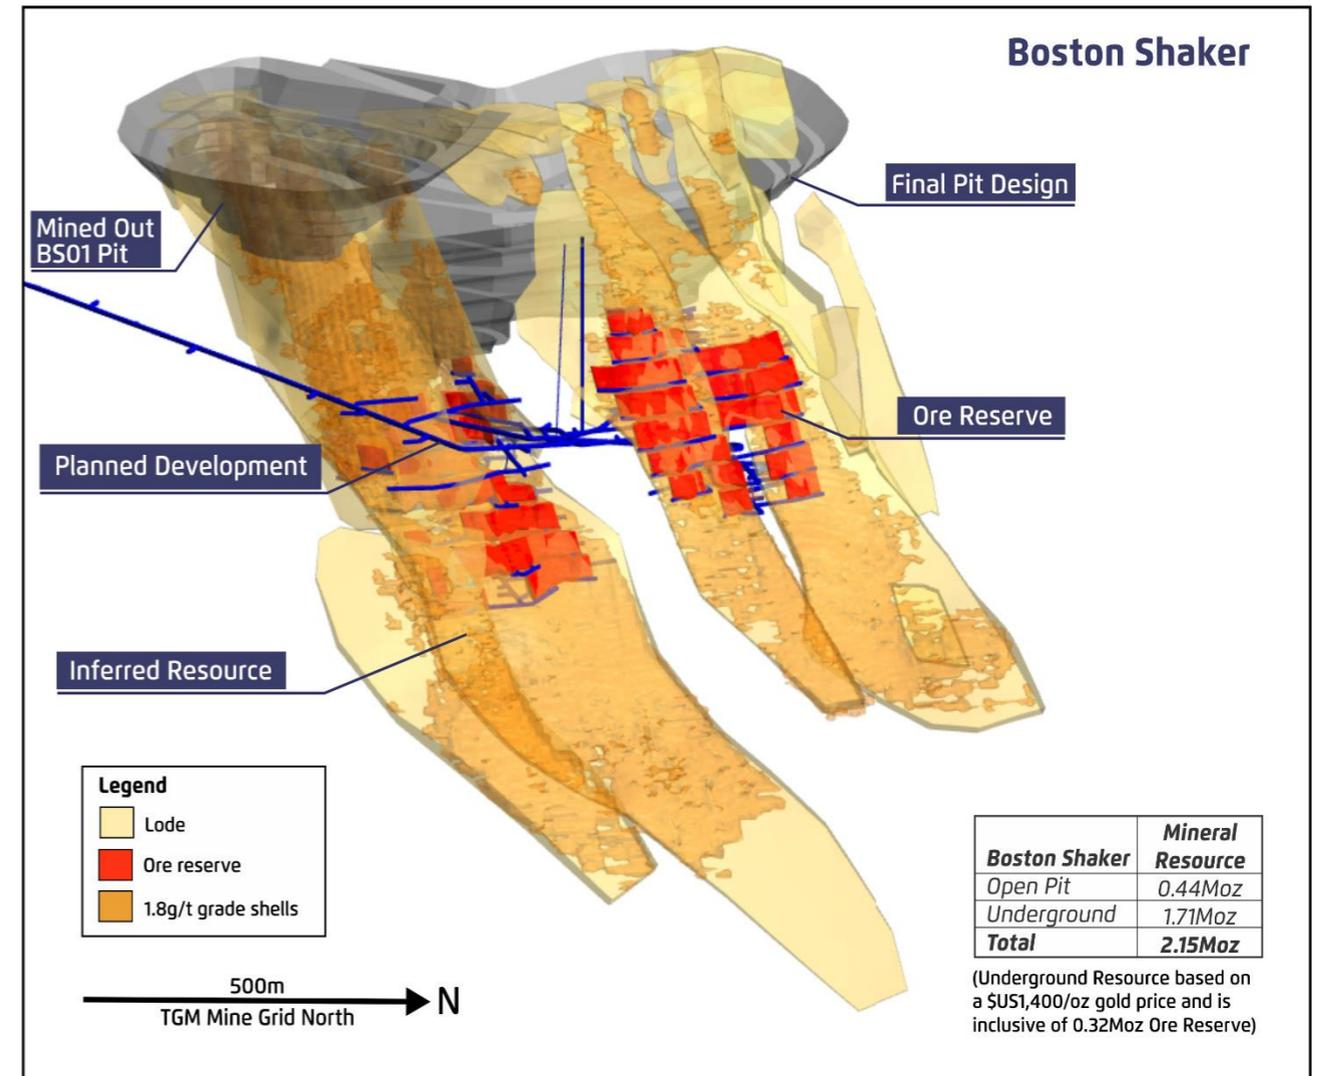 Boston Shaker
Final Pit Design
Mined Out
BS01 Pit
Ore Reserve
Planned Development
Inferred Resource
Legend
Lode
Ore reserve
1.8g/t grade shells
500m
N
TGM Mine Grid North
Boston Shaker Mineral Resource
Open Pit 0.44Moz
Underground 1.71Moz
Total 2.15Moz
(Underground Resource based on
a $US1,400/oz gold price and is
inclusive of 0.32Moz Ore Reserve)